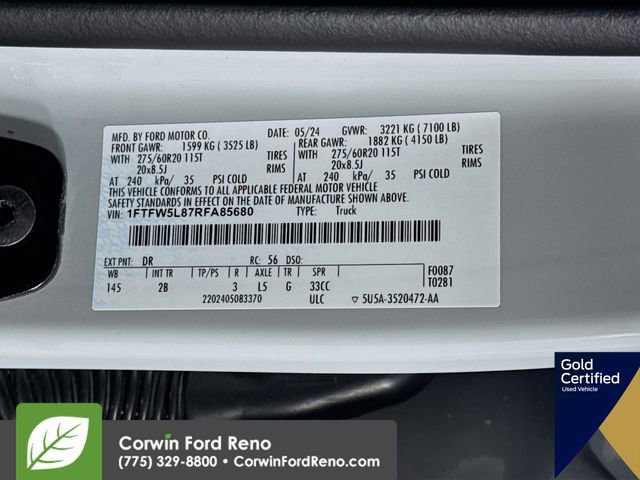 MFD. BY FORD MOTOR CO. DATE: 05/24 GVWR: 3221 KG ( 7100 LB)
FRONT GAWR: 1599 KG ( 3525 LB) REAR GAWR: 1882 KG ( 4150 LB)
WITH 275/60R20 115T TIRES WITH 275/60R20 115T TIRES
20x8.5J RIMS 20x8.5J RIMS
AT 240 kPa/ 35 PSI COLD AT 240 kPa/ 35 PSI COLD
THIS VEHICLE CONFORMS TO ALL APPLICABLE FEDERAL MOTOR VEHICLE
SAFETY STANDARDS IN EFFECT ON THE DATE OF MANUFACTURE SHOWN ABOVE.
VIN: 1FTFW5L87RFA85680 TYPE: Truck
EXT PNT: DR RC: 56 DSO:
WB INT TR TP/PS R AXLE TR SPR F0087
145 2B 3 L5 G 33CC T0281
2202405083370 ULC ▽ 5U5A-3520472-AA
Gold
Certified
Used Vehicle
Corwin Ford Reno
(775) 329-8800 • CorwinFordReno.com